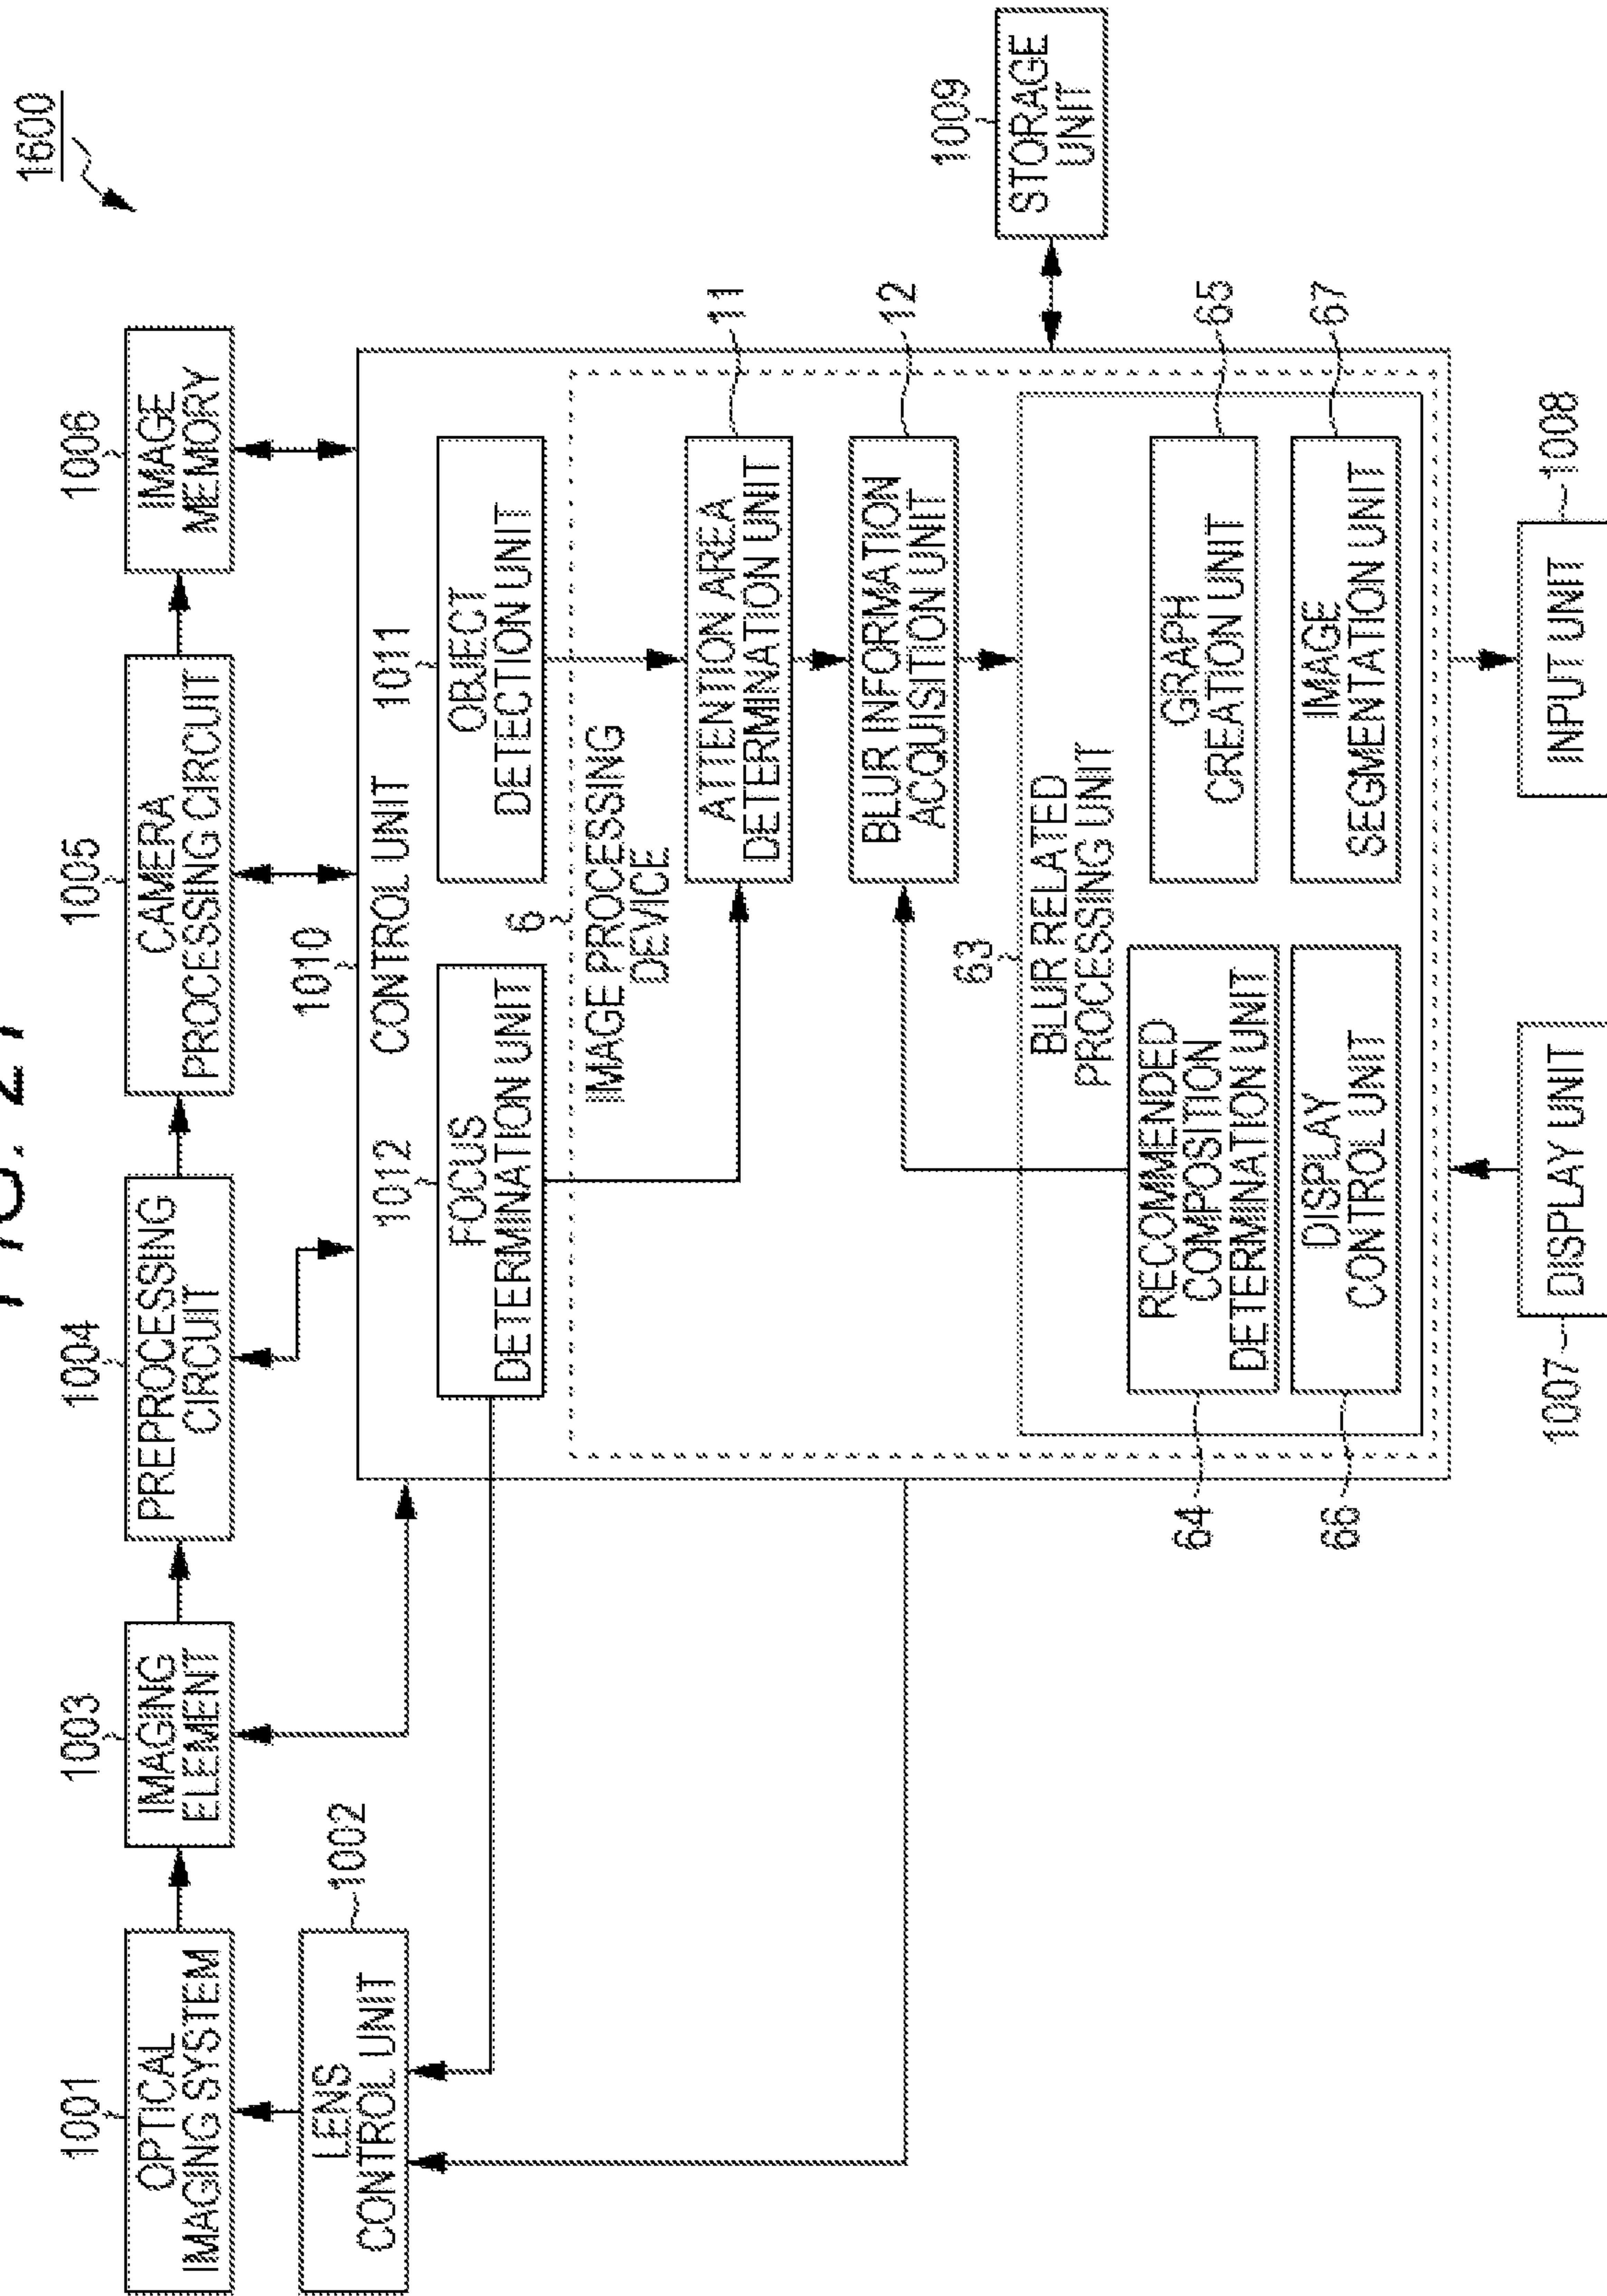 FIG. 21
1600
1001
OPTICAL
IMAGING SYSTEM
1003
IMAGING
ELEMENT
1004
PREPROCESSING
CIRCUIT
1005
CAMERA
PROCESSING CIRCUIT
1006
IMAGE
MEMORY
LENS
CONTROL UNIT
1002
1010
CONTROL UNIT
1012
FOCUS
DETERMINATION UNIT
1011
OBJECT
DETECTION UNIT
6
IMAGE PROCESSING
DEVICE
ATTENTION AREA
DETERMINATION UNIT
11
BLUR INFORMATION
ACQUISITION UNIT
12
63
BLUR RELATED
PROCESSING UNIT
RECOMMENDED
COMPOSITION
DETERMINATION UNIT
64
GRAPH
CREATION UNIT
65
DISPLAY
CONTROL UNIT
66
IMAGE
SEGMENTATION UNIT
67
1009
STORAGE
UNIT
1007
DISPLAY UNIT
INPUT UNIT
1008